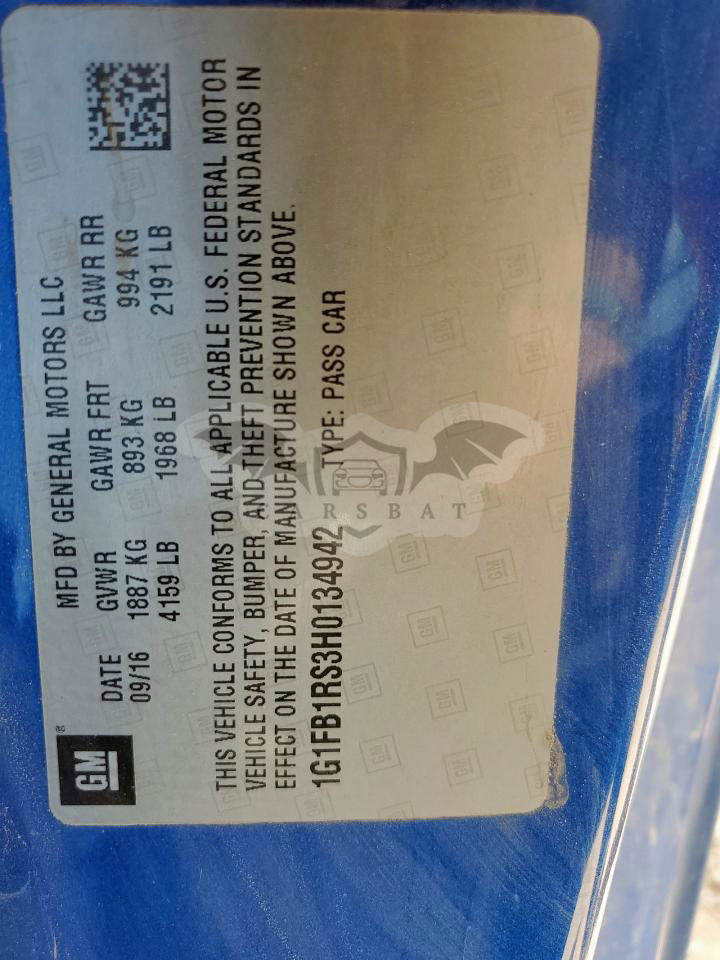 GM®
MFD BY GENERAL MOTORS LLC
DATE GVWR GAWR FRT GAWR RR
09/16 1887 KG 893 KG 994 KG
4159 LB 1968 LB 2191 LB
THIS VEHICLE CONFORMS TO ALL APPLICABLE U.S. FEDERAL MOTOR
VEHICLE SAFETY, BUMPER, AND THEFT PREVENTION STANDARDS IN
EFFECT ON THE DATE OF MANUFACTURE SHOWN ABOVE.
1G1FB1RS3H0134942 TYPE: PASS CAR
CARSBAT